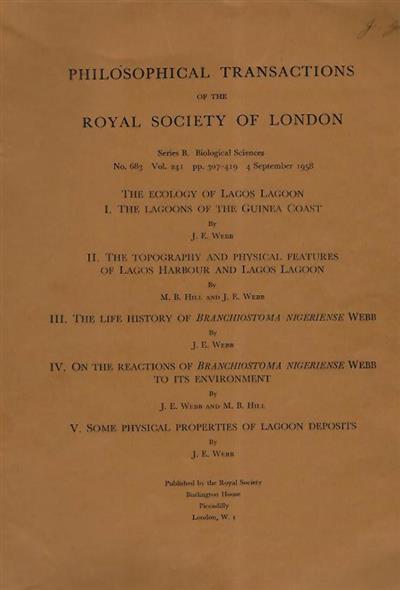 PHILOSOPHICAL TRANSACTIONS
OF THE
ROYAL SOCIETY OF LONDON
Series B. Biological Sciences
No. 683 Vol. 241 pp. 307-419 4 September 1958
THE ECOLOGY OF LAGOS LAGOON
I. THE LAGOONS OF THE GUINEA COAST
By
J. E. WEBB
II. THE TOPOGRAPHY AND PHYSICAL FEATURES
OF LAGOS HARBOUR AND LAGOS LAGOON
By
M. B. HILL AND J. E. WEBB
III. THE LIFE HISTORY OF BRANCHIOSTOMA NIGERIENSE WEBB
By
J. E. WEBB
IV. ON THE REACTIONS OF BRANCHIOSTOMA NIGERIENSE WEBB
TO ITS ENVIRONMENT
By
J. E. WEBB AND M. B. HILL
V. SOME PHYSICAL PROPERTIES OF LAGOON DEPOSITS
By
J. E. WEBB
Published by the Royal Society
Burlington House
Piccadilly
London, W. 1